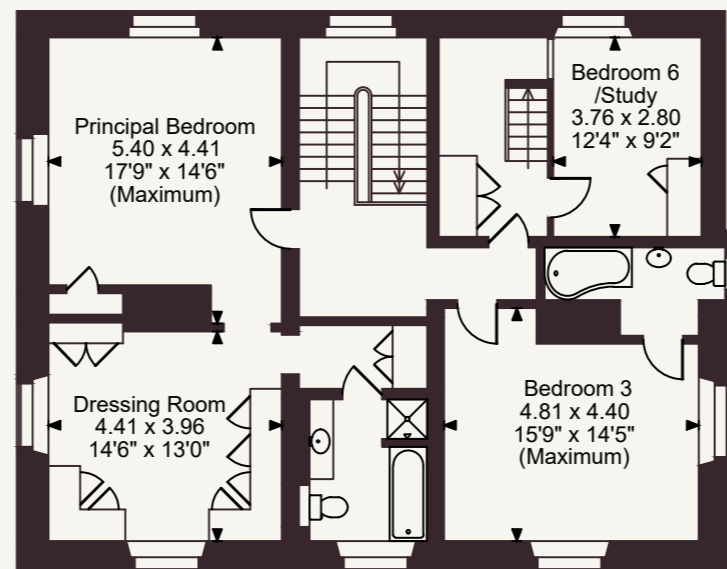 Principal Bedroom
5.40 x 4.41
17'9" x 14'6"
(Maximum)
Bedroom 6
/Study
3.76 x 2.80
12'4" x 9'2"
Dressing Room
4.41 x 3.96
14'6" x 13'0"
Bedroom 3
4.81 x 4.40
15'9" x 14'5"
(Maximum)